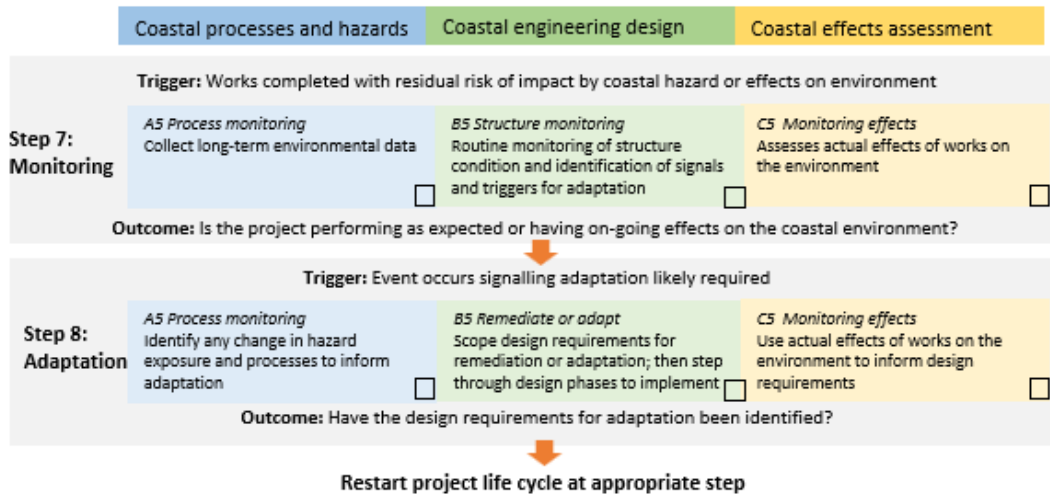 Coastal processes and hazards
Coastal engineering design
Coastal effects assessment
Trigger: Works completed with residual risk of impact by coastal hazard or effects on environment
Step 7:
Monitoring
A5 Process monitoring
Collect long-term environmental data
B5 Structure monitoring
Routine monitoring of structure
condition and identification of signals
and triggers for adaptation
C5 Monitoring effects
Assesses actual effects of works on
the environment
Outcome: Is the project performing as expected or having on-going effects on the coastal environment?
Trigger: Event occurs signalling adaptation likely required
Step 8:
Adaptation
A5 Process monitoring
Identify any change in hazard
exposure and processes to inform
adaptation
B5 Remediate or adapt
Scope design requirements for
remediation or adaptation; then step
through design phases to implement
C5 Monitoring effects
Use actual effects of works on the
environment to inform design
requirements
Outcome: Have the design requirements for adaptation been identified?
Restart project life cycle at appropriate step